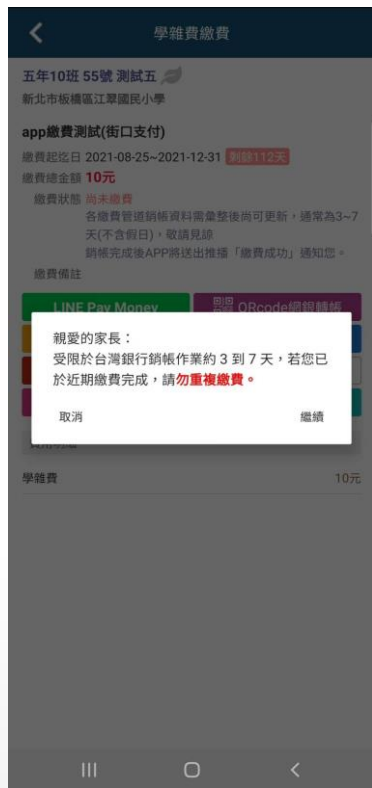 學雜費繳費
五年10班 55號 測試五
新北市板橋區江翠國民小學
app繳費測試(街口支付)
繳費起迄日 2021-08-25~2021-12-31 剩餘112天
繳費總金額 10元
繳費狀態 尚未繳費
各繳費管道銷帳資料需彙整後尚可更新，通常為3~7
天(不含假日)，敬請見諒
銷帳完成後APP將送出推播「繳費成功」通知您。
繳費備註
LINE Pay Money QRcode網銀轉帳
親愛的家長：
受限於台灣銀行銷帳作業約 3 到 7 天，若您已
於近期繳費完成，請勿重複繳費。
取消 繼續
費用明細
學雜費 10元